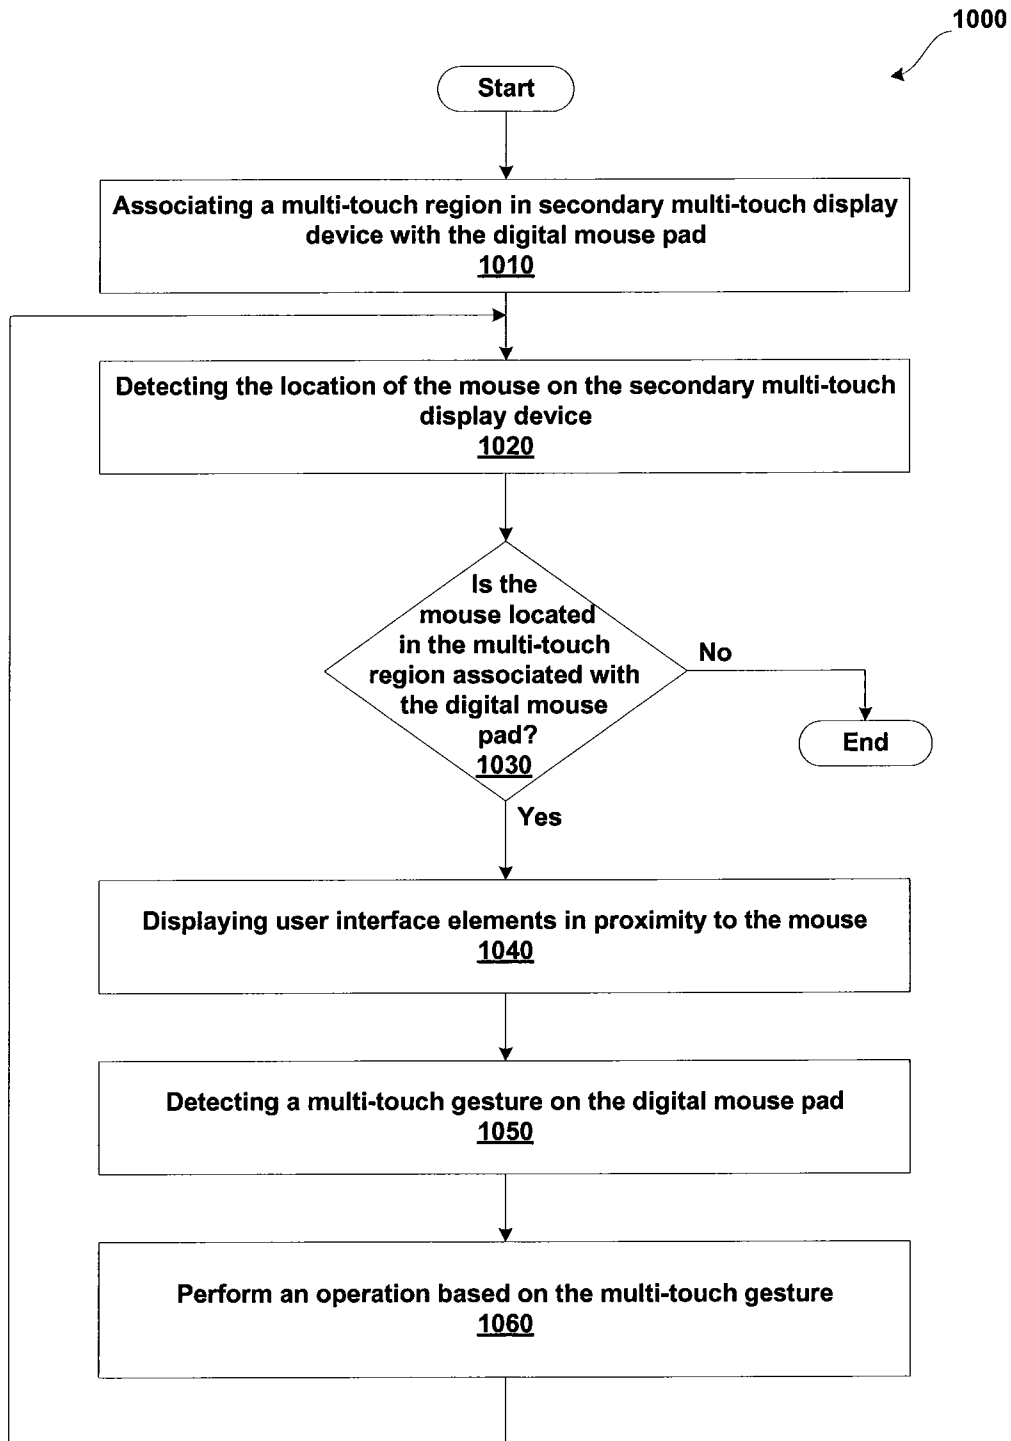 1000
Start
Associating a multi-touch region in secondary multi-touch display
device with the digital mouse pad
1010
Detecting the location of the mouse on the secondary multi-touch
display device
1020
Is the
mouse located
in the multi-touch
region associated with
the digital mouse
pad?
1030
No
End
Yes
Displaying user interface elements in proximity to the mouse
1040
Detecting a multi-touch gesture on the digital mouse pad
1050
Perform an operation based on the multi-touch gesture
1060